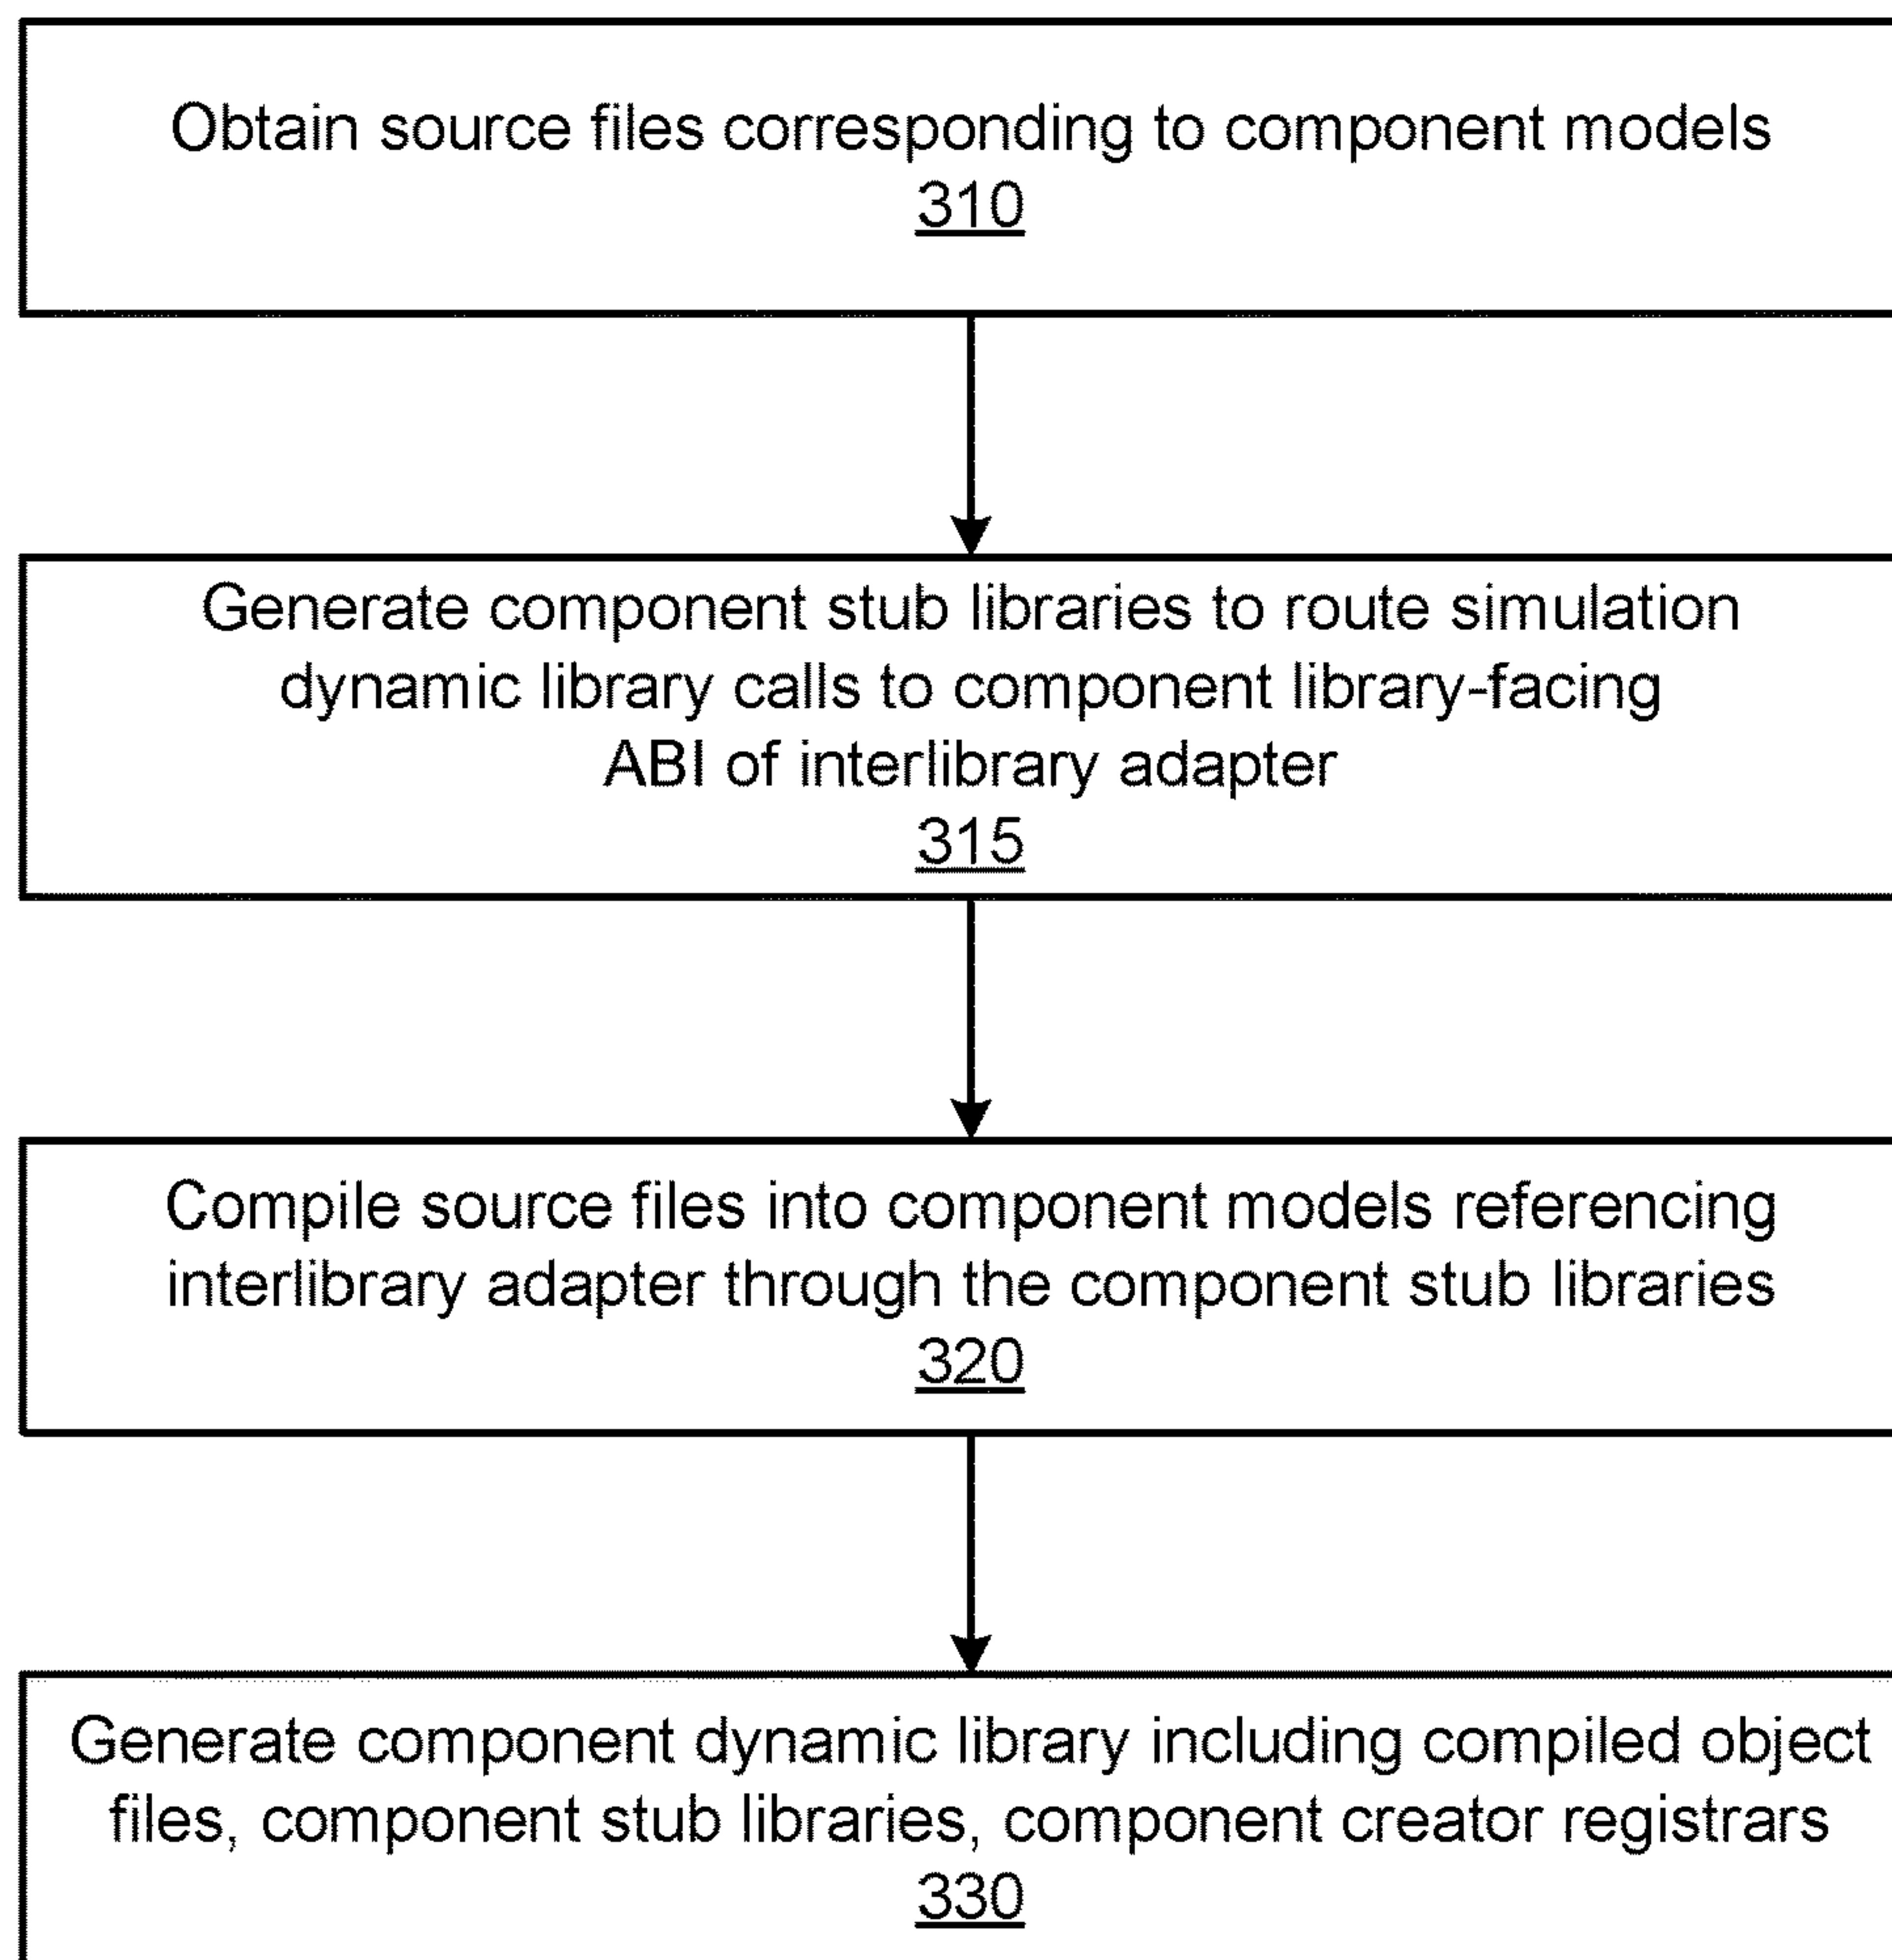 Obtain source files corresponding to component models
310
Generate component stub libraries to route simulation
dynamic library calls to component library-facing
ABI of interlibrary adapter
315
Compile source files into component models referencing
interlibrary adapter through the component stub libraries
320
Generate component dynamic library including compiled object
files, component stub libraries, component creator registrars
330